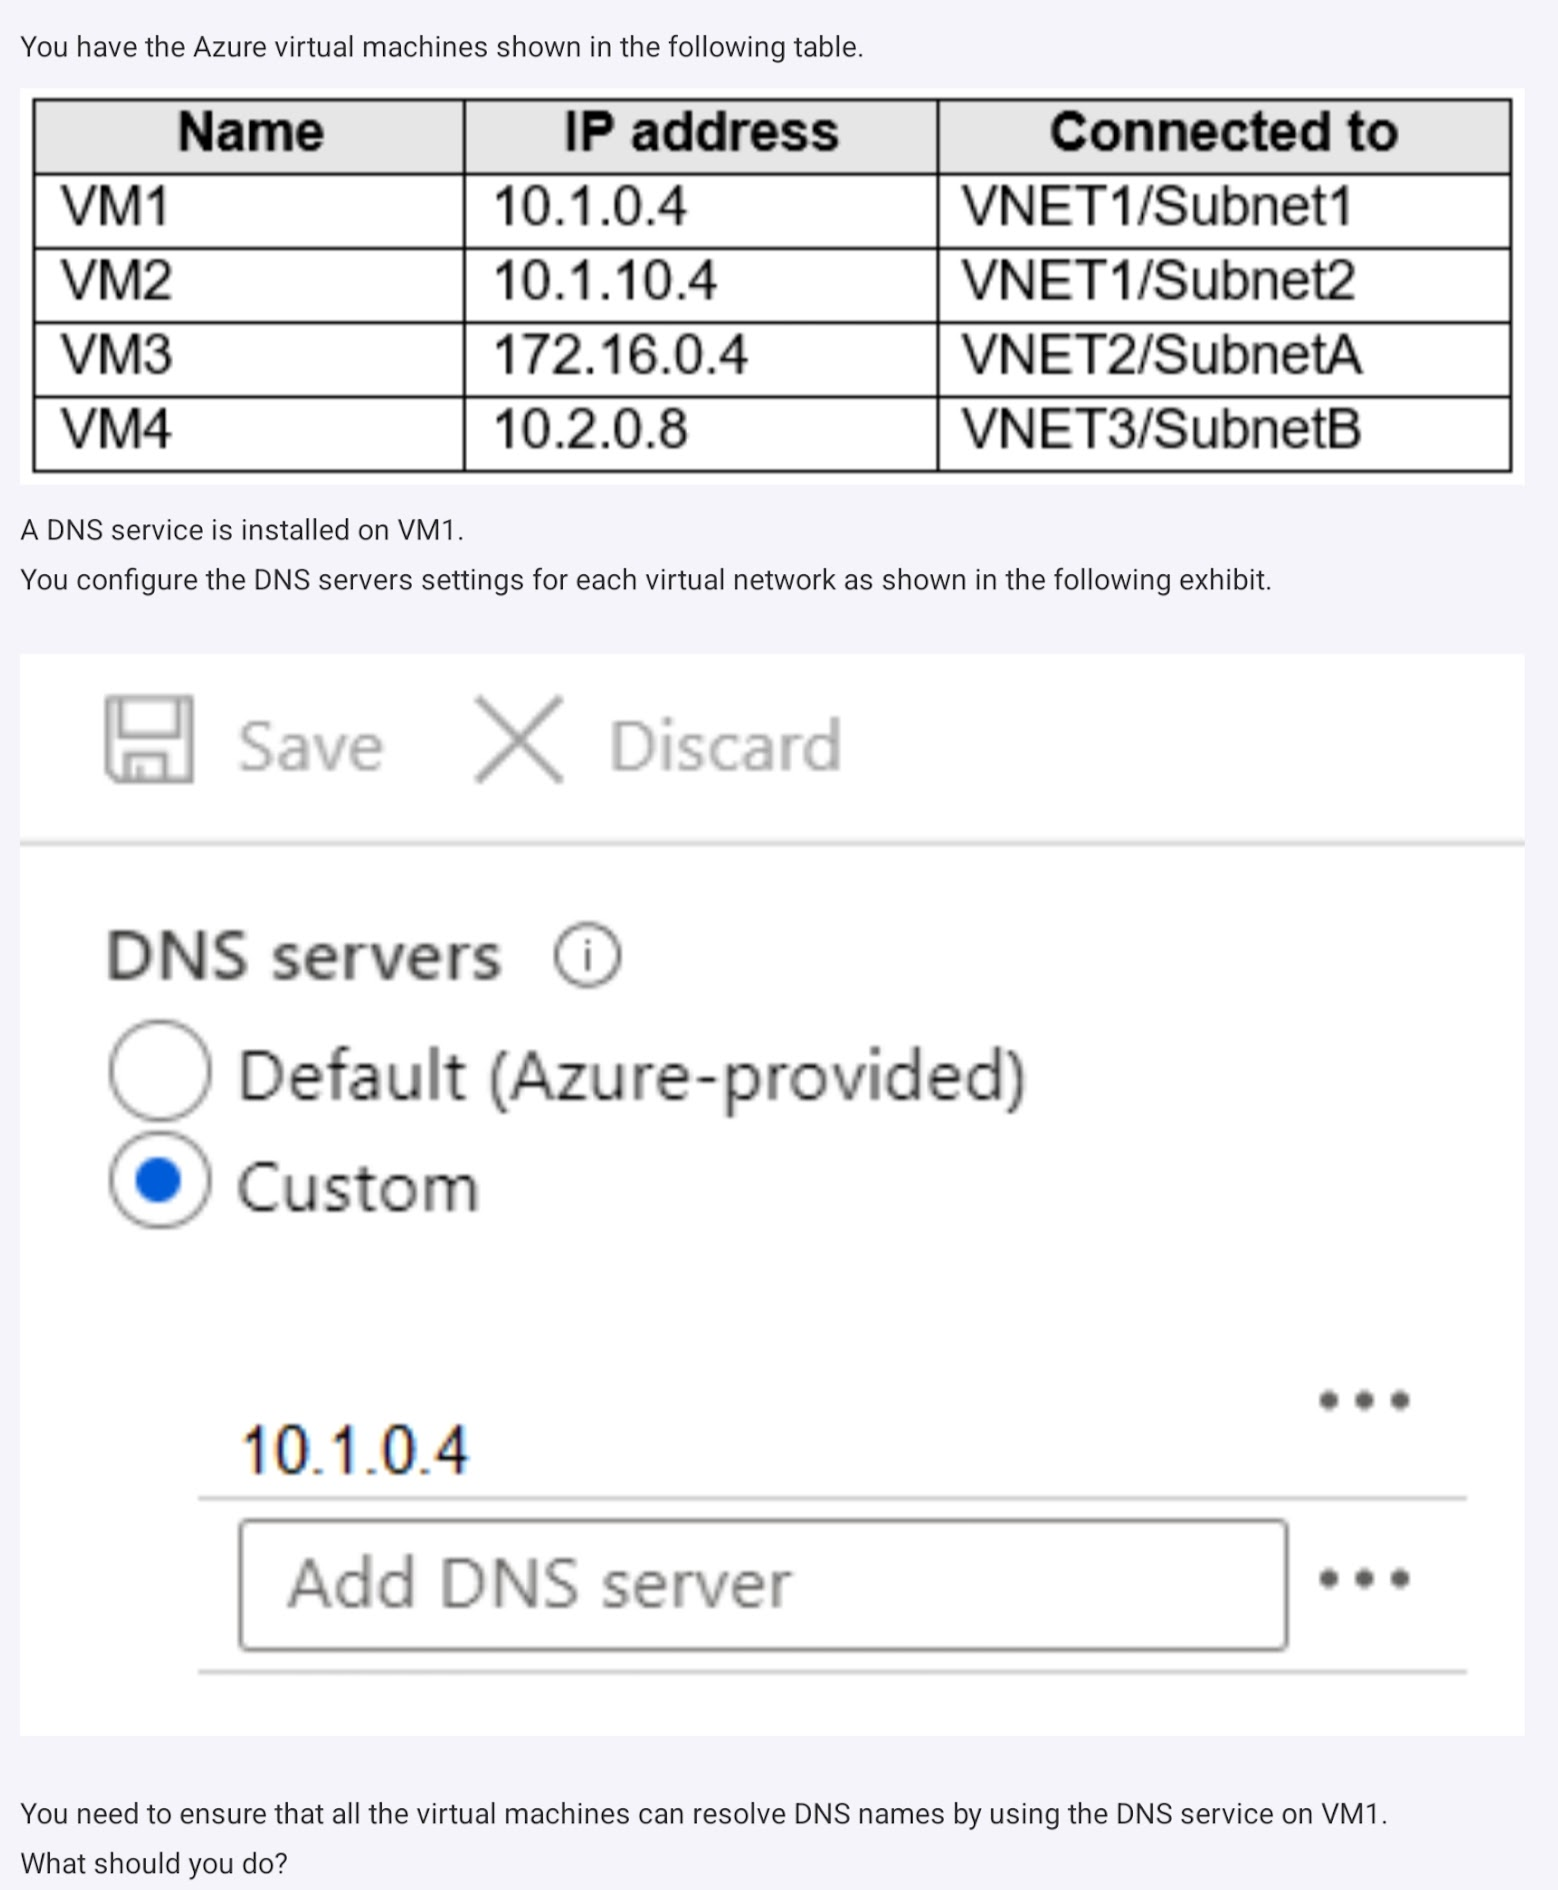 You have the Azure virtual machines shown in the following table.
Name IP address Connected to
VM1 10.1.0.4 VNET1/Subnet1
VM2 10.1.10.4 VNET1/Subnet2
VM3 172.16.0.4 VNET2/SubnetA
VM4 10.2.0.8 VNET3/SubnetB
A DNS service is installed on VM1.
You configure the DNS servers settings for each virtual network as shown in the following exhibit.
Save Discard
DNS servers
Default (Azure-provided)
Custom
10.1.0.4
Add DNS server
You need to ensure that all the virtual machines can resolve DNS names by using the DNS service on VM1.
What should you do?